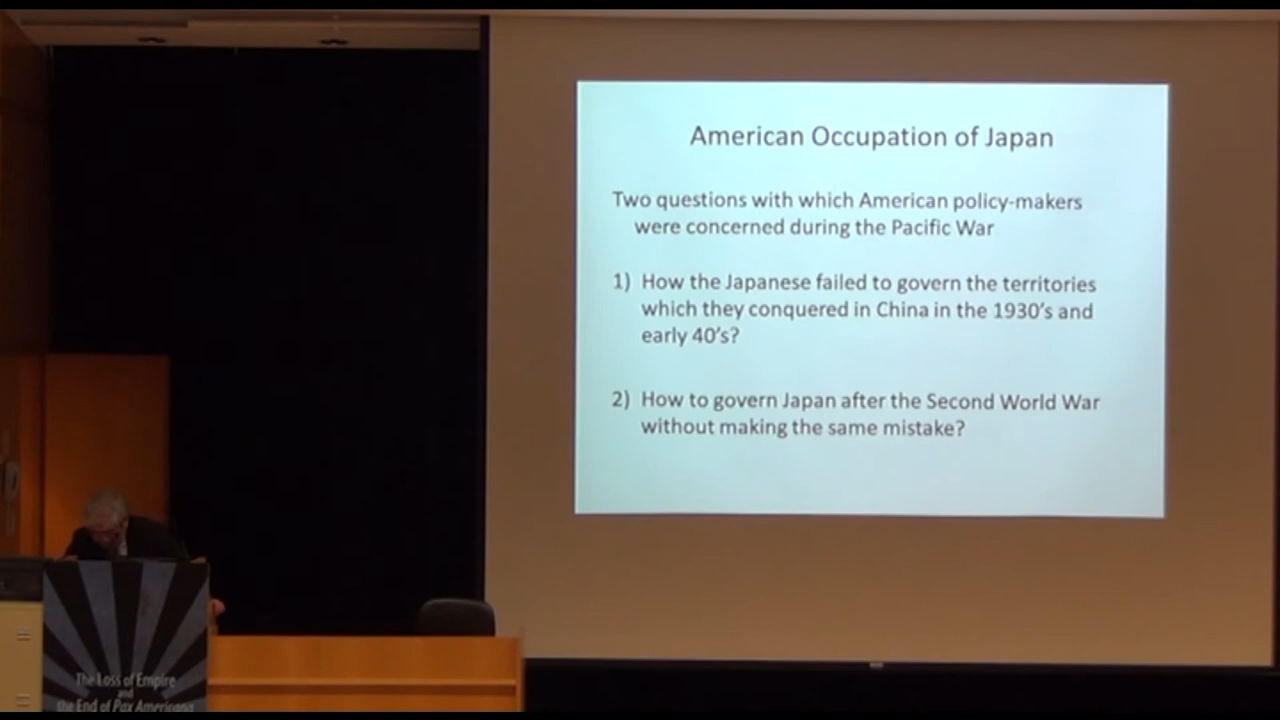 American Occupation of Japan
Two questions with which American policy-makers
were concerned during the Pacific War
1) How the Japanese failed to govern the territories
which they conquered in China in the 1930's and
early 40's?
2) How to govern Japan after the Second World War
without making the same mistake?
The Loss of Empire
and
the End of Pax Americana